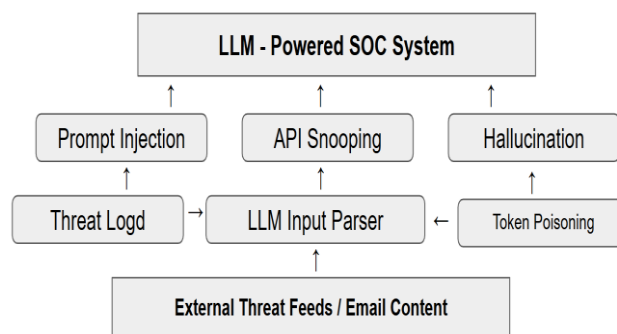 LLM - Powered SOC System
Prompt Injection
API Snooping
Hallucination
Threat Logd
LLM Input Parser
Token Poisoning
External Threat Feeds / Email Content